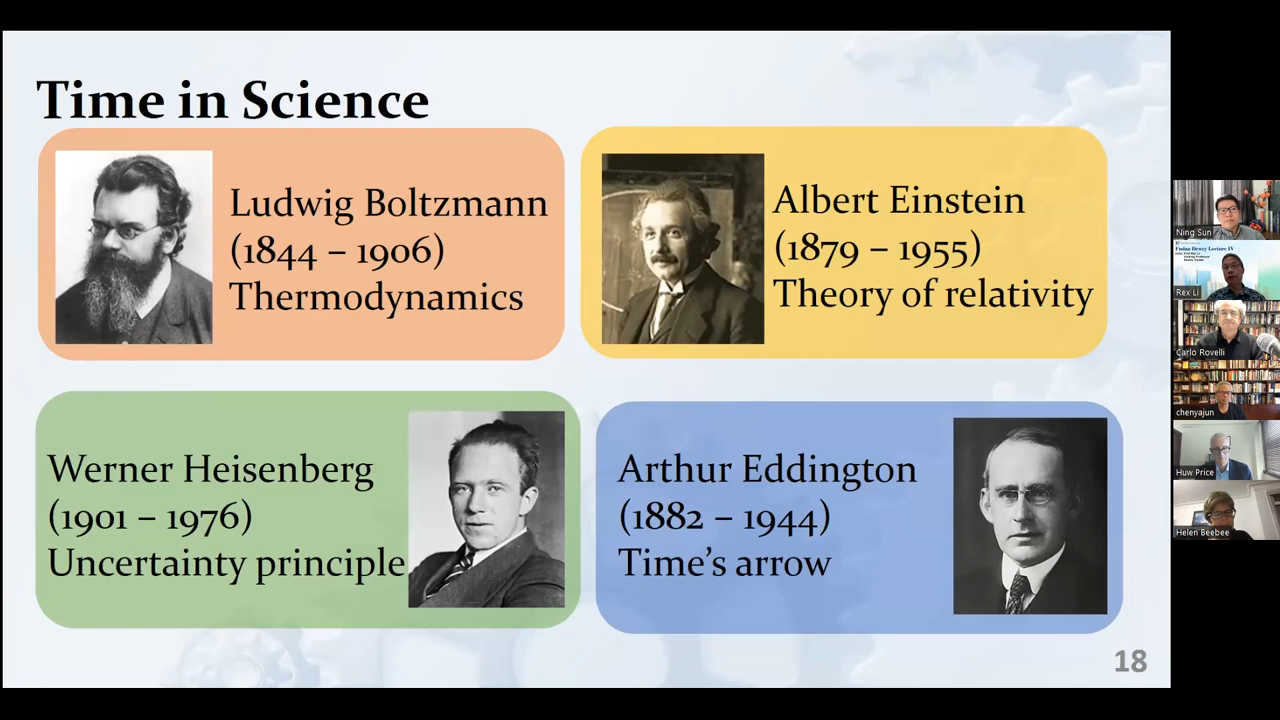 Time in Science
Ludwig Boltzmann
(1844 – 1906)
Thermodynamics
Albert Einstein
(1879 – 1955)
Theory of relativity
Werner Heisenberg
(1901 – 1976)
Uncertainty principle
Arthur Eddington
(1882 – 1944)
Time’s arrow
18
Ning Sun
Rex Li
Carlo Rovelli
chenyajun
Huw Price
Helen Beebee